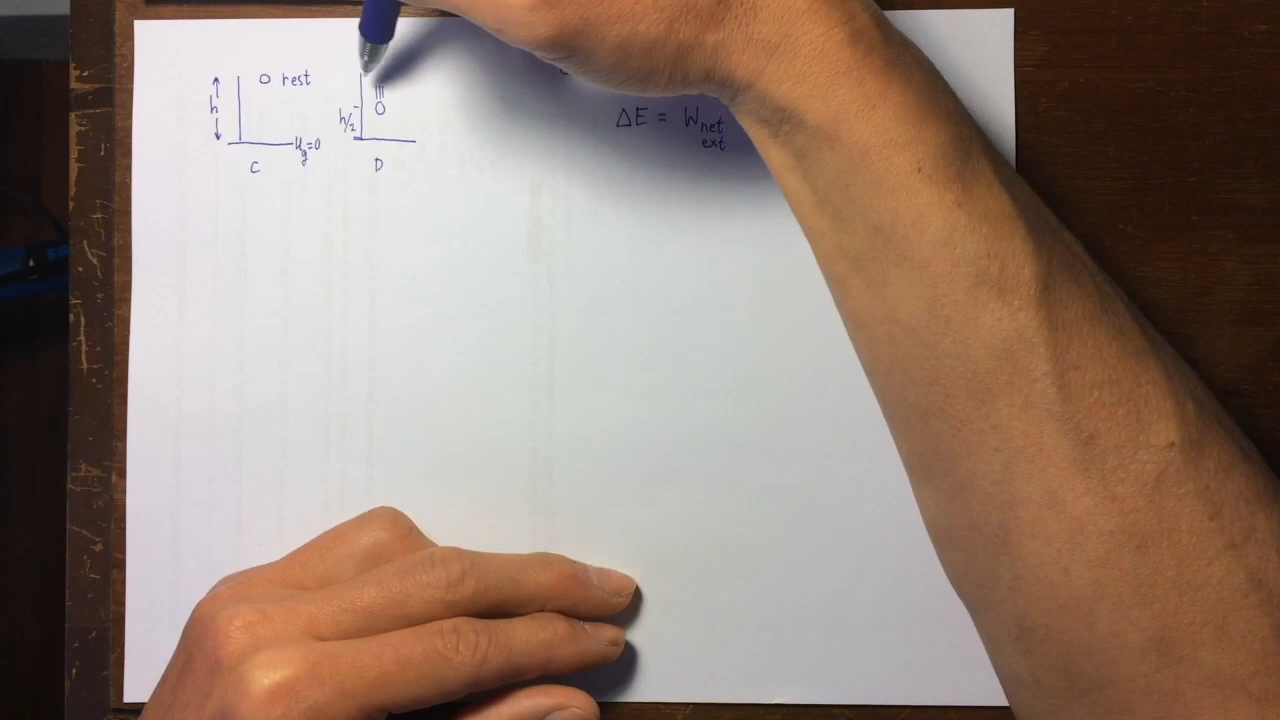 h
O rest
U_g=0
C
h/2
D
ΔE = W_net ext